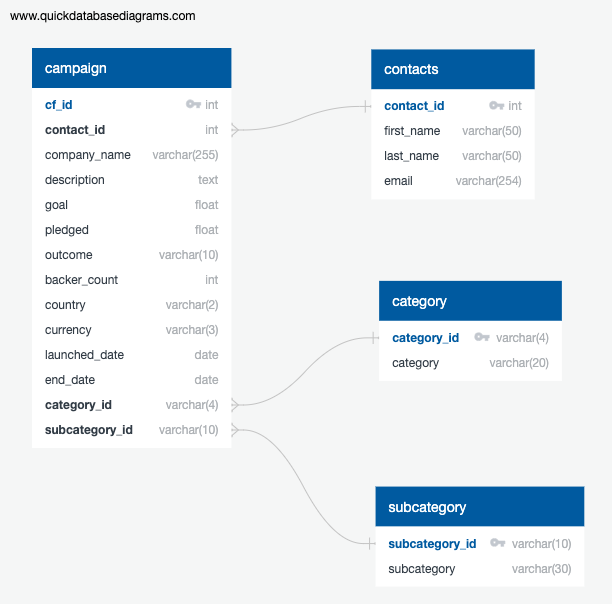 www.quickdatabasediagrams.com
campaign
cf_id int
contact_id int
company_name varchar(255)
description text
goal float
pledged float
outcome varchar(10)
backer_count int
country varchar(2)
currency varchar(3)
launched_date date
end_date date
category_id varchar(4)
subcategory_id varchar(10)
contacts
contact_id int
first_name varchar(50)
last_name varchar(50)
email varchar(254)
category
category_id varchar(4)
category varchar(20)
subcategory
subcategory_id varchar(10)
subcategory varchar(30)